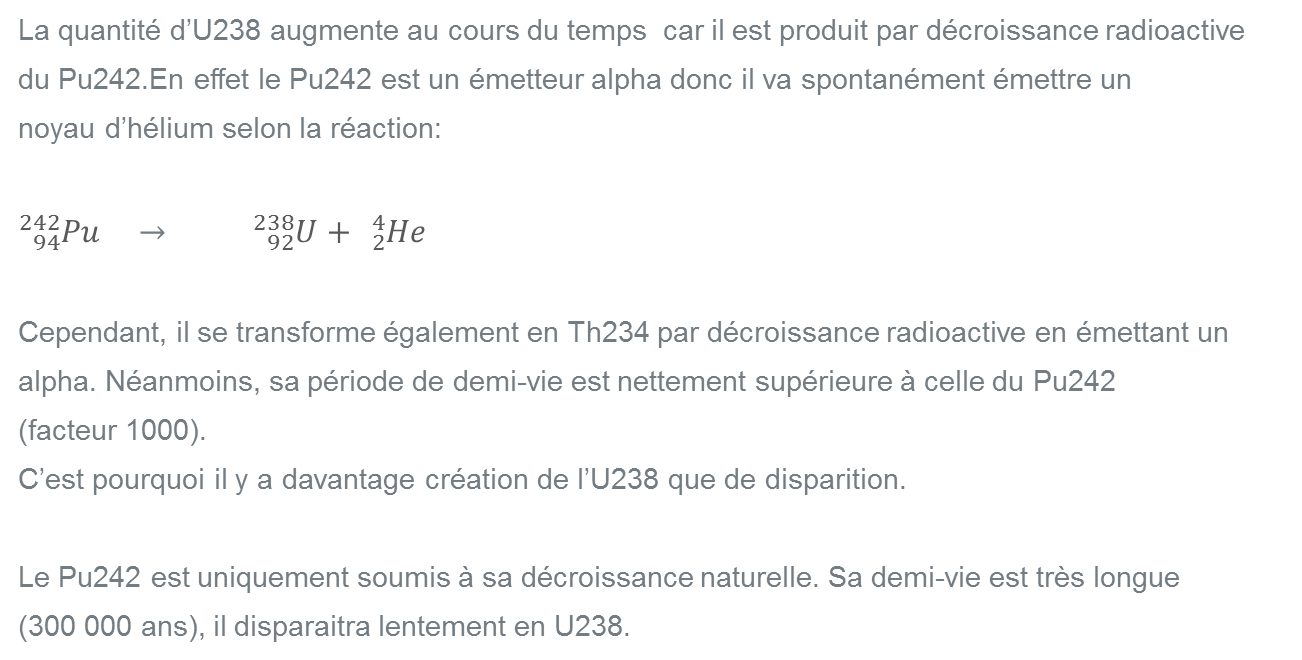 La quantité d’U238 augmente au cours du temps  car il est produit par décroissance radioactive
du Pu242.En effet le Pu242 est un émetteur alpha donc il va spontanément émettre un
noyau d’hélium selon la réaction:
²⁴²₉₄Pu → ²³⁸₉₂U + ⁴₂He
Cependant, il se transforme également en Th234 par décroissance radioactive en émettant un
alpha. Néanmoins, sa période de demi-vie est nettement supérieure à celle du Pu242
(facteur 1000).
C’est pourquoi il y a davantage création de l’U238 que de disparition.
Le Pu242 est uniquement soumis à sa décroissance naturelle. Sa demi-vie est très longue
(300 000 ans), il disparaitra lentement en U238.